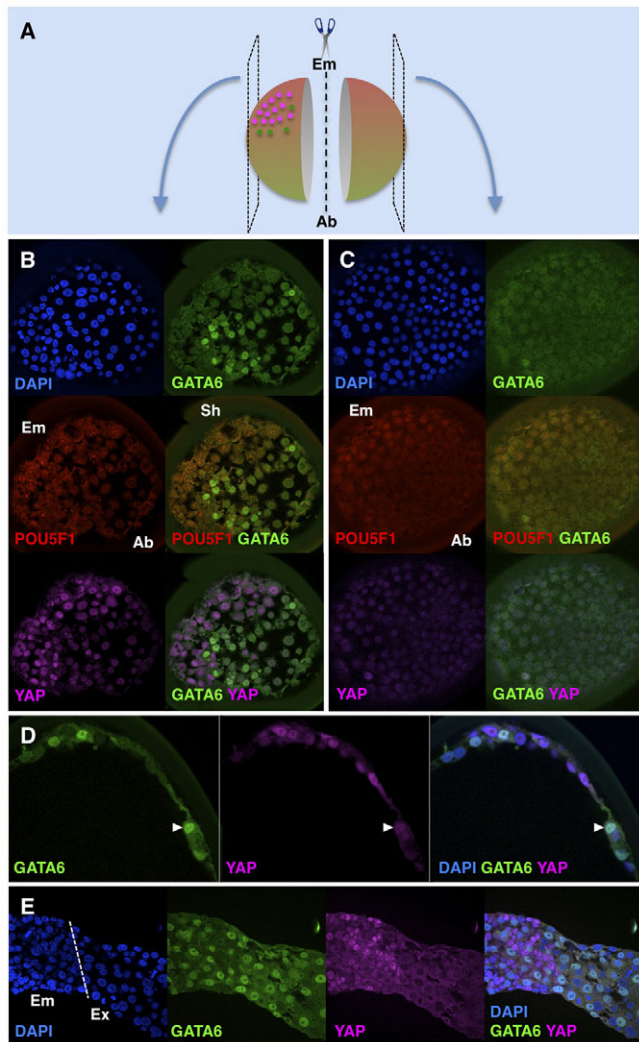 A
Em
Ab
B
DAPI
GATA6
Em
Sh
POU5F1
Ab
POU5F1 GATA6
YAP
GATA6 YAP
C
DAPI
GATA6
Em
POU5F1
Ab
POU5F1 GATA6
YAP
GATA6 YAP
D
GATA6
YAP
DAPI GATA6 YAP
E
Em
Ex
DAPI
GATA6
YAP
DAPI
GATA6 YAP